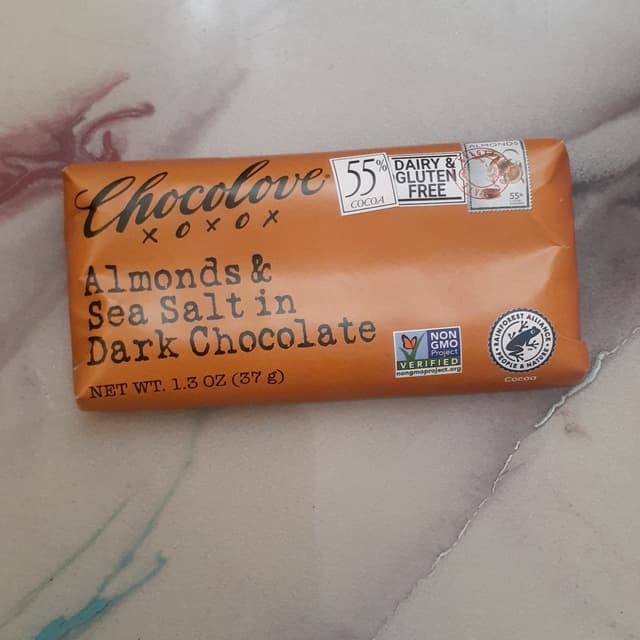 Chocolove
XOXOX
55%
COCOA
DAIRY &
GLUTEN
FREE
ALMONDS
55%
Almonds &
Sea Salt in
Dark Chocolate
NET WT. 1.3 OZ (37 g)
NON
GMO
Project
VERIFIED
nongmoproject.org
RAINFOREST ALLIANCE
PEOPLE & NATURE
Cocoa